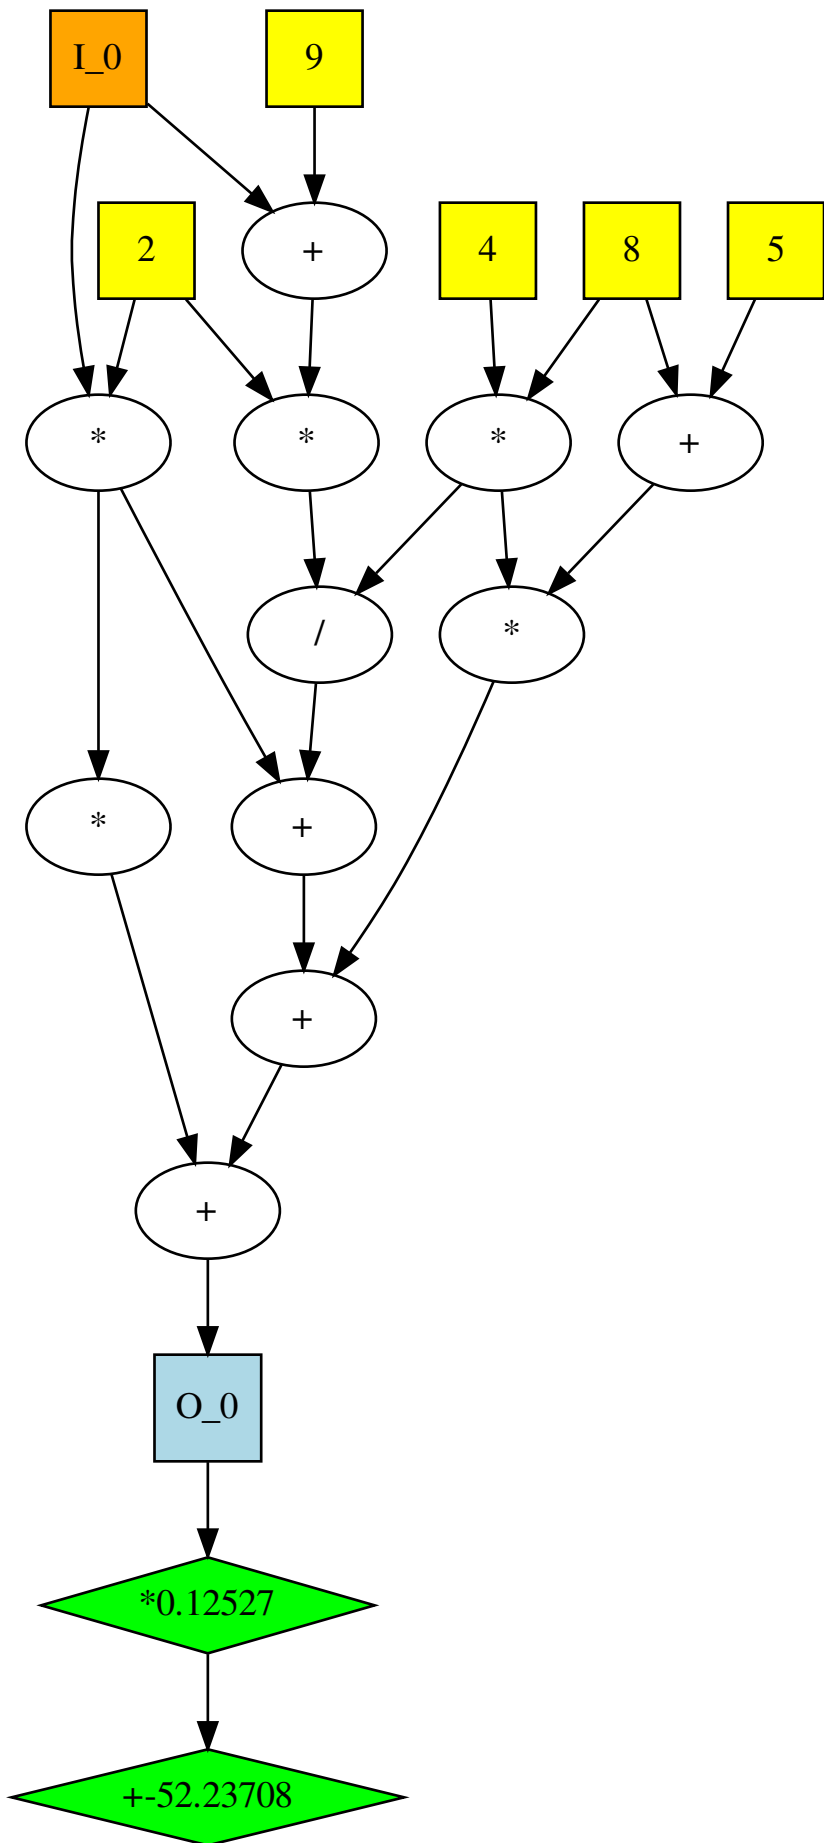 I_0 9
2 + 4 8 5
* * * +
/ *
* +
+
+
O_0
*0.12527
+-52.23708